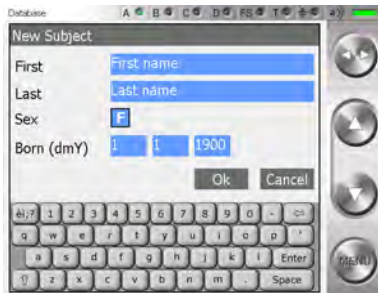 Database A B C D FS T
New Subject
First First name
Last Last name
Sex F
Born (dmY) 1 1 1900
Ok Cancel
èi;? 1 2 3 4 5 6 7 8 9 0 -
q w e r t y u i o p '
a s d f g h j k l Enter
z x c v b n m . Space
MENU